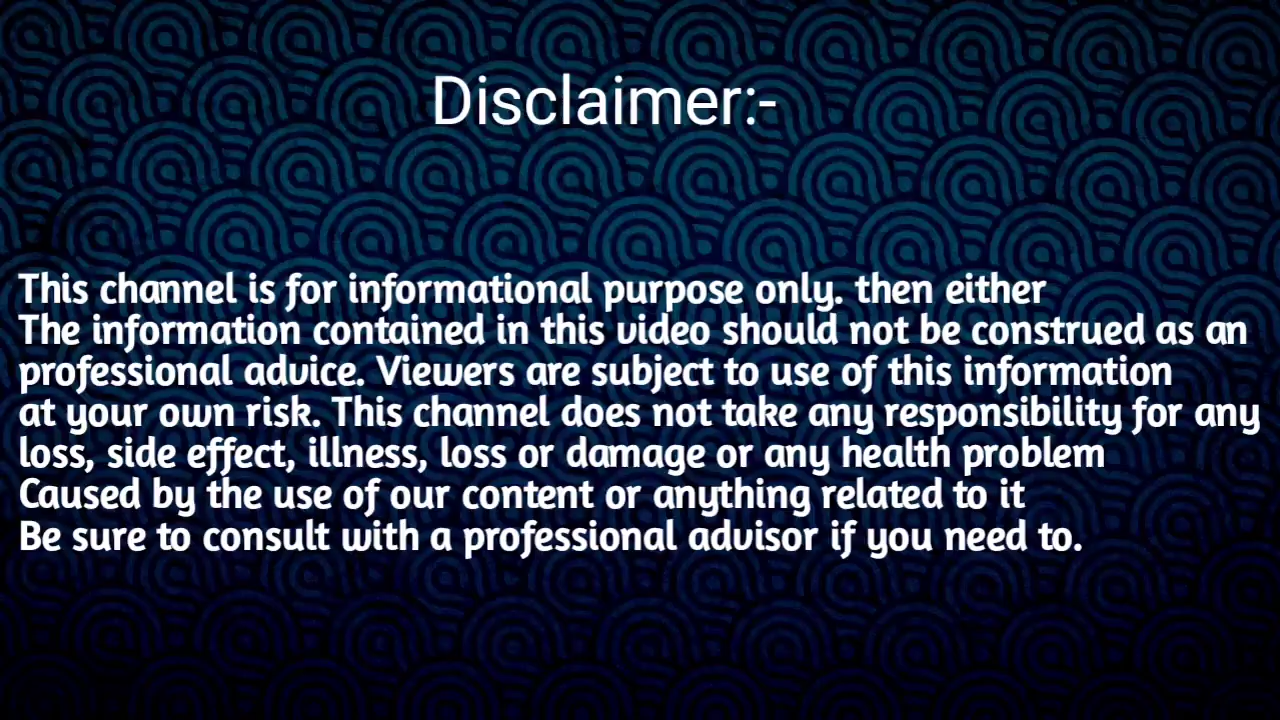 Disclaimer:-
This channel is for informational purpose only. then either
The information contained in this video should not be construed as an
professional advice. Viewers are subject to use of this information
at your own risk. This channel does not take any responsibility for any
loss, side effect, illness, loss or damage or any health problem
Caused by the use of our content or anything related to it
Be sure to consult with a professional advisor if you need to.